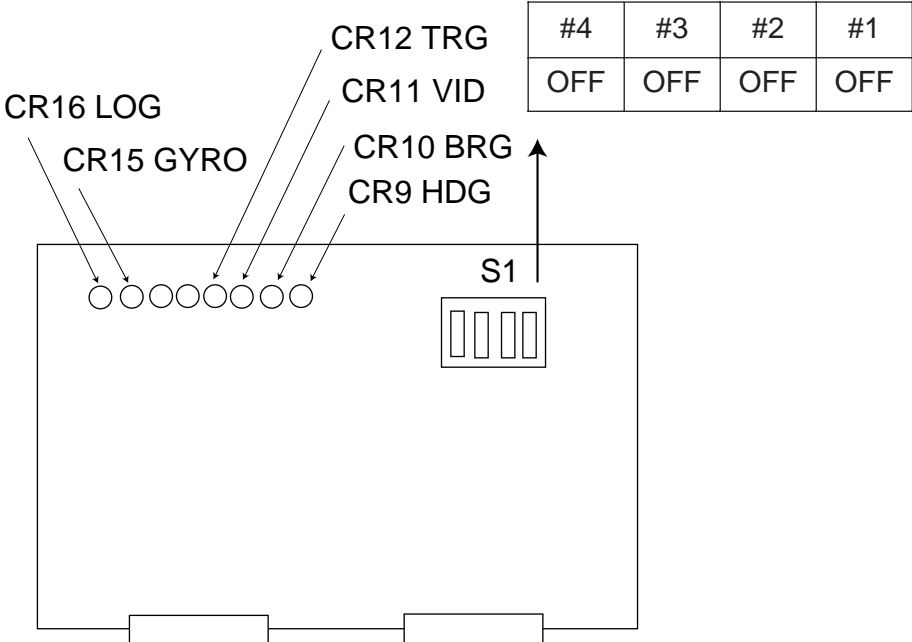 CR12 TRG
CR11 VID
CR16 LOG
CR15 GYRO
CR10 BRG
CR9 HDG
#4 #3 #2 #1
OFF OFF OFF OFF
S1